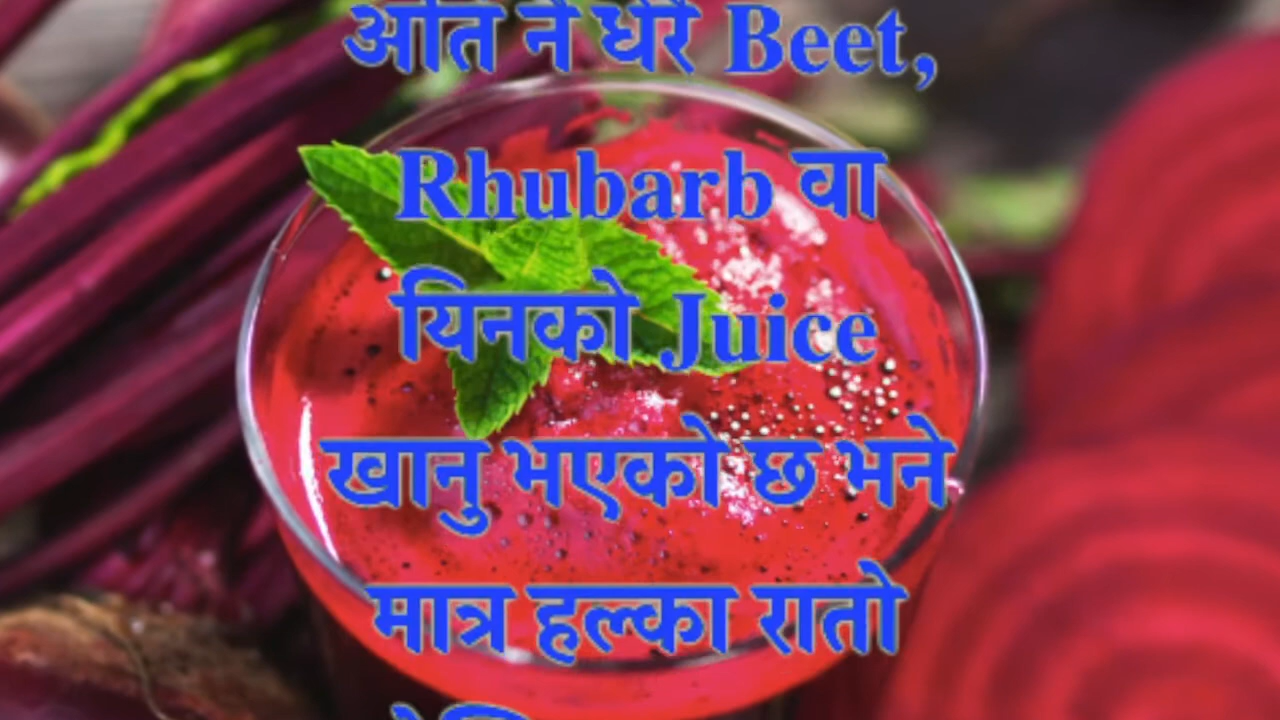 अति नै धेरै Beet,
Rhubarb वा
यिनको Juice
खानु भएको छ भने
मात्र हल्का रातो